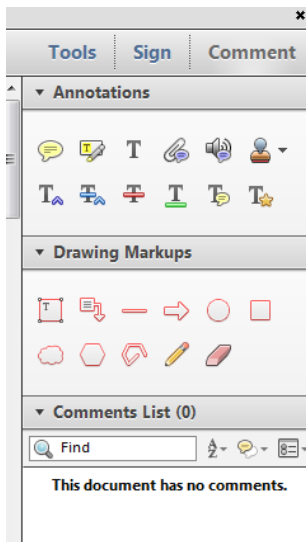 Tools Sign Comment
Annotations
T T
T T T T T T
Drawing Markups
T
Comments List (0)
Find A Z
This document has no comments.